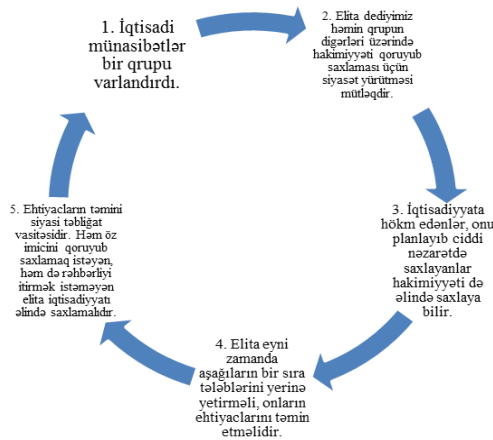 1. İqtisadi
münasibətlər
bir qrupu
varlandırdı.
2. Elita dediyimiz
həmin qrupun
digərləri üzərində
hakimiyyəti qoruyub
saxlaması üçün
siyasət yürütməsi
mütləqdir.
3. İqtisadiyyata
hökm edənlər, onu
planlayıb ciddi
nəzarətdə
saxlayanlar
hakimiyyəti də
əlində saxlaya
bilir.
4. Elita eyni
zamanda
aşağıların bir sıra
tələblərini yerinə
yetirməli, onların
ehtiyaclarını təmin
etməlidir.
5. Ehtiyacların təmini
siyasi təbliğat
vasitəsidir. Həm öz
imicini qoruyub
saxlamaq istəyən,
həm də rəhbərliyi
itirmək istəməyən
elita iqtisadiyyatı
əlində saxlamalıdır.